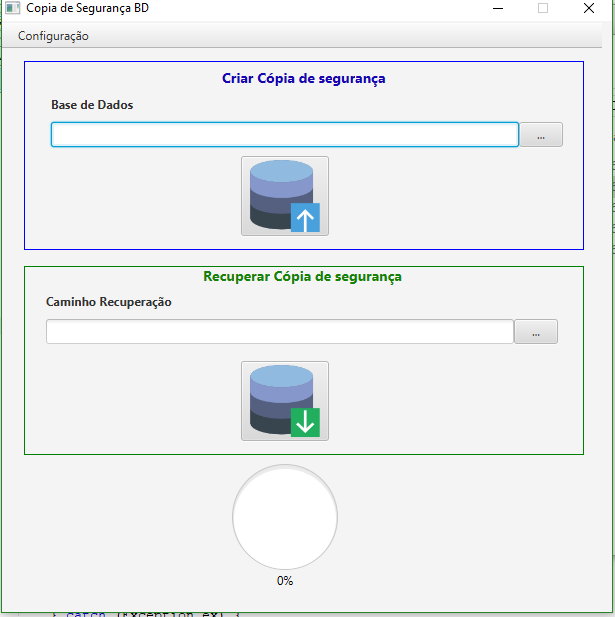 Copia de Segurança BD
Configuração
Criar Cópia de segurança
Base de Dados
...
Recuperar Cópia de segurança
Caminho Recuperação
...
0%
} catch (Exception ex) {